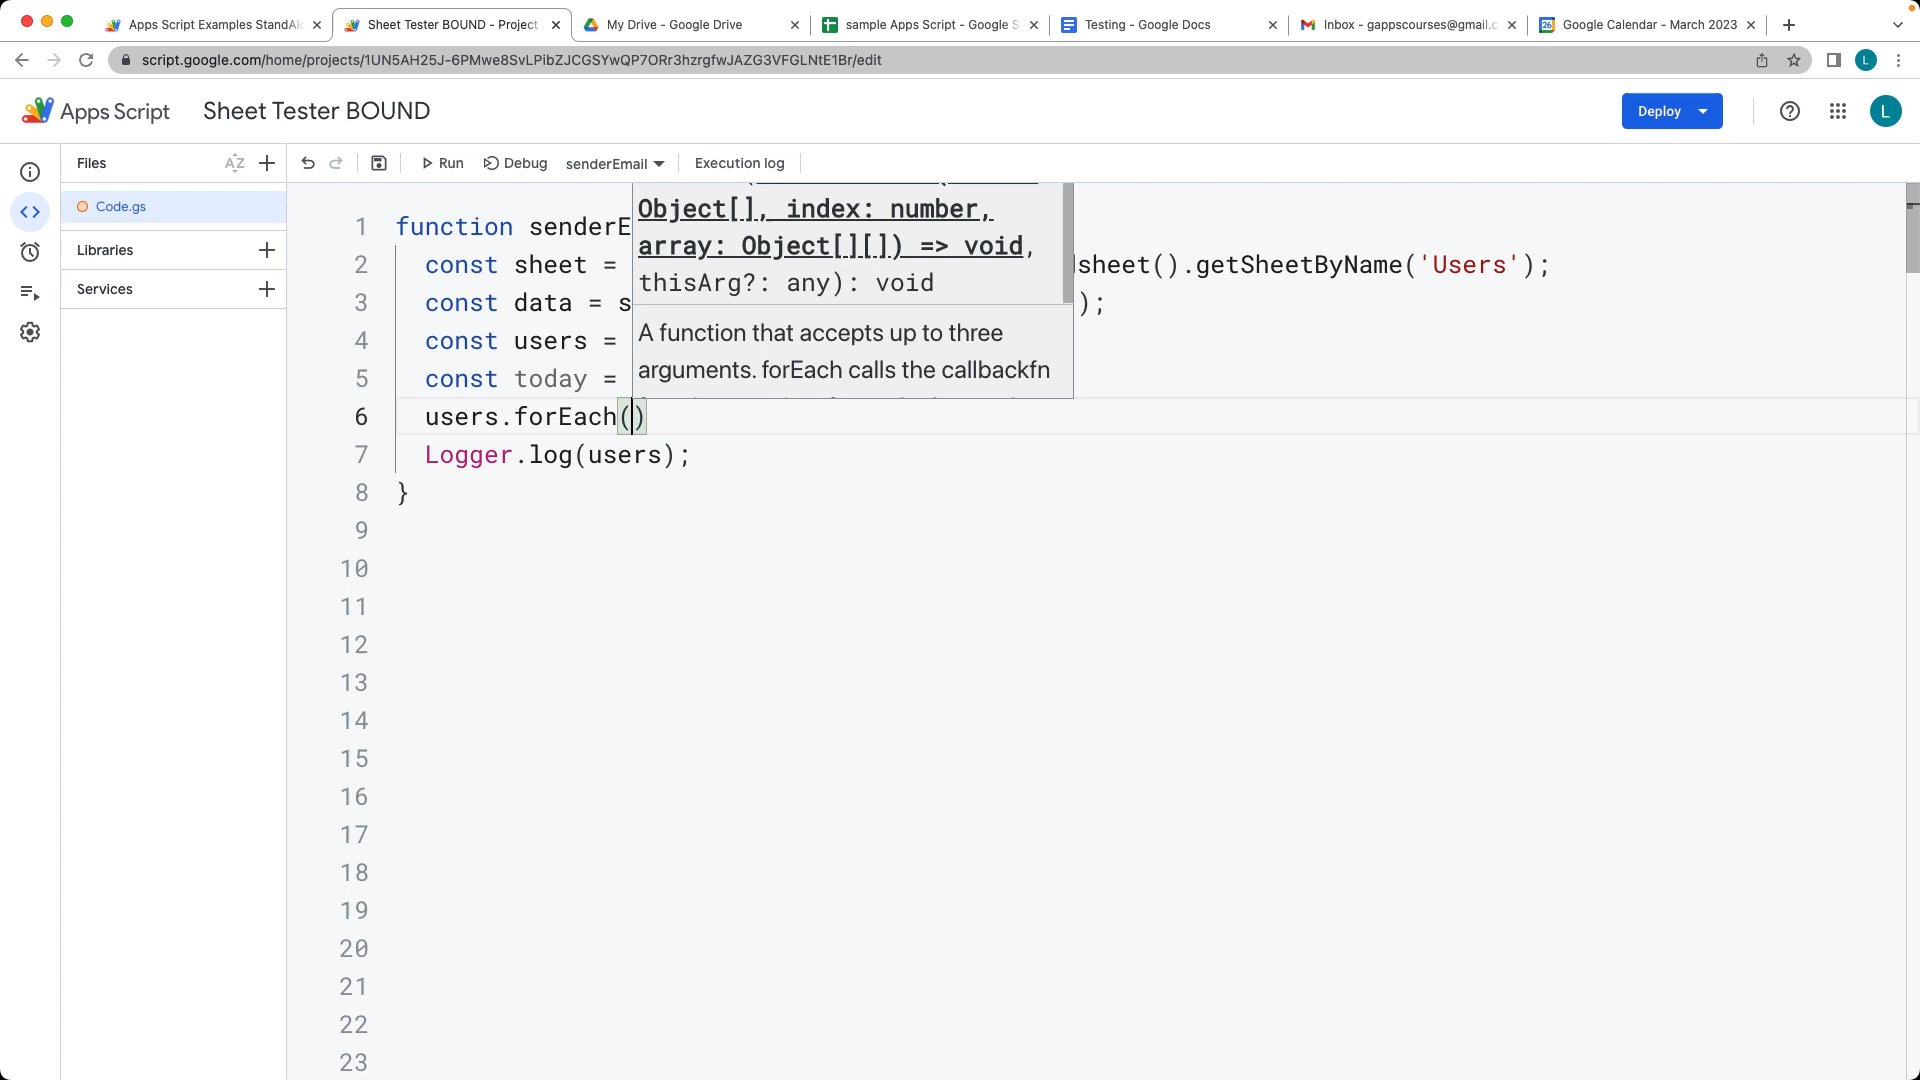 Apps Script Examples StandAl
Sheet Tester BOUND - Project
My Drive - Google Drive
sample Apps Script - Google S
Testing - Google Docs
Inbox - gappscourses@gmail.c
26
Google Calendar - March 2023
script.google.com/home/projects/1UN5AH25J-6PMwe8SvLPibZJCGSYwQP7ORr3hzrgfwJAZG3VFGLNtE1Br/edit
L
Apps Script
Sheet Tester BOUND
Deploy
L
Files
AZ
Run
Debug
senderEmail
Execution log
Code.gs
Libraries
Services
1 function senderE
2 const sheet = dsheet().getSheetByName('Users');
3 const data = s );
4 const users =
5 const today =
6 users.forEach()
7 Logger.log(users);
8 }
9
10
11
12
13
14
15
16
17
18
19
20
21
22
23
Object[], index: number,
array: Object[][]) => void,
thisArg?: any): void
A function that accepts up to three
arguments. forEach calls the callbackfn